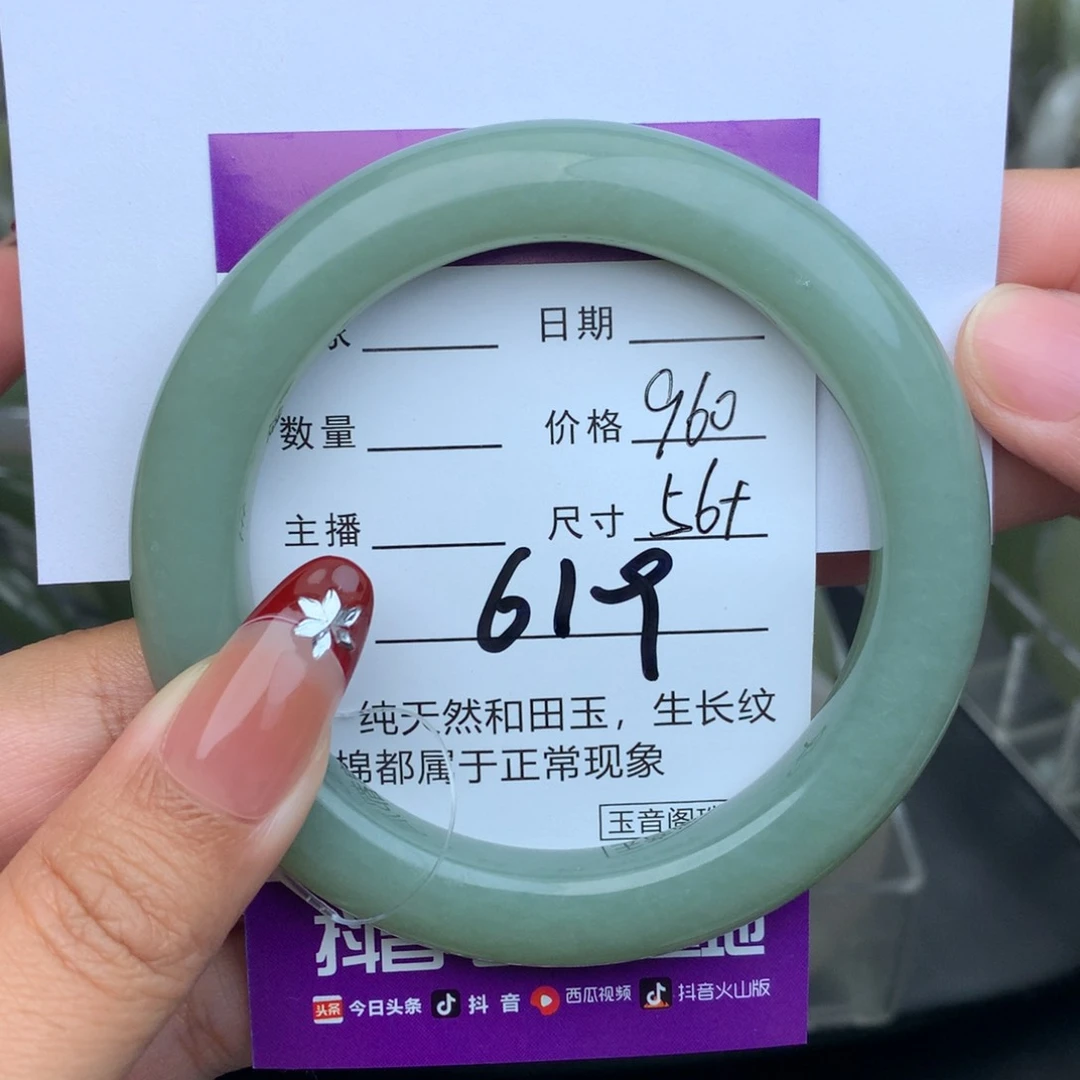 日期
数量 价格 960
主播 尺寸 56+
619
纯天然和田玉，生长纹
棉都属于正常现象
玉音阁
抖音
头条 今日头条 抖音 西瓜视频 抖音火山版